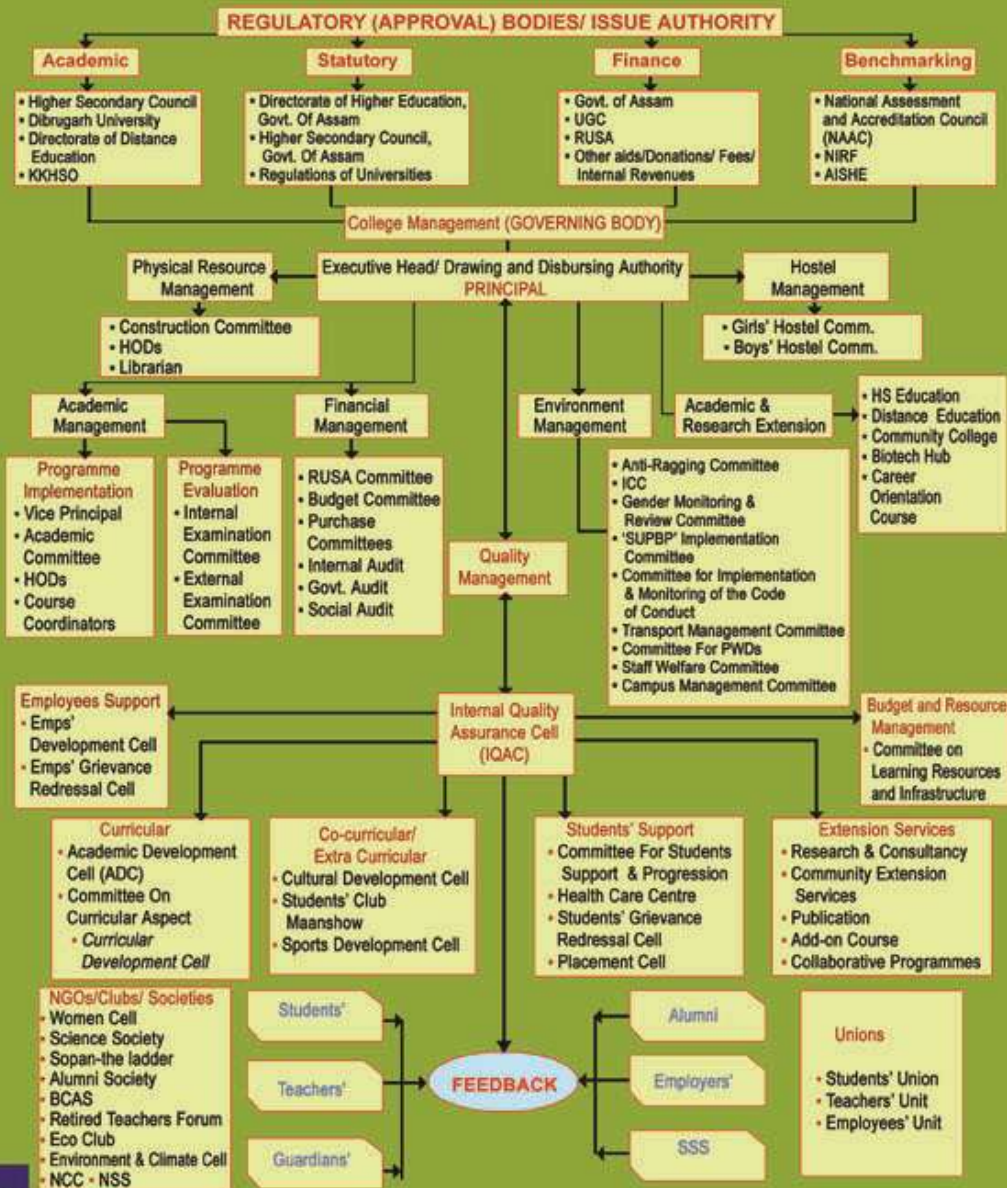 REGULATORY (APPROVAL) BODIES/ ISSUE AUTHORITY
Academic
• Higher Secondary Council
• Dibrugarh University
• Directorate of Distance
Education
• KKHSO
Statutory
• Directorate of Higher Education,
Govt. Of Assam
• Higher Secondary Council,
Govt. Of Assam
• Regulations of Universities
Finance
• Govt. of Assam
• UGC
• RUSA
• Other aids/Donations/ Fees/
Internal Revenues
Benchmarking
• National Assessment
and Accreditation Council
(NAAC)
• NIRF
• AISHE
College Management (GOVERNING BODY)
Physical Resource
Management
Executive Head/ Drawing and Disbursing Authority
PRINCIPAL
Hostel
Management
• Construction Committee
• HODs
• Librarian
• Girls' Hostel Comm.
• Boys' Hostel Comm.
Academic
Management
Financial
Management
Environment
Management
Academic &
Research Extension
• HS Education
• Distance Education
• Community College
• Biotech Hub
• Career
Orientation
Course
Programme
Implementation
• Vice Principal
• Academic
Committee
• HODs
• Course
Coordinators
Programme
Evaluation
• Internal
Examination
Committee
• External
Examination
Committee
• RUSA Committee
• Budget Committee
• Purchase
Committees
• Internal Audit
• Govt. Audit
• Social Audit
Quality
Management
• Anti-Ragging Committee
• ICC
• Gender Monitoring &
Review Committee
• 'SUPBP' Implementation
Committee
• Committee for Implementation
& Monitoring of the Code
of Conduct
• Transport Management Committee
• Committee For PWDs
• Staff Welfare Committee
• Campus Management Committee
Employees Support
• Emps'
Development Cell
• Emps' Grievance
Redressal Cell
Internal Quality
Assurance Cell
(IQAC)
Budget and Resource
Management
• Committee on
Learning Resources
and Infrastructure
Curricular
• Academic Development
Cell (ADC)
• Committee On
Curricular Aspect
• Curricular
Development Cell
Co-curricular/
Extra Curricular
• Cultural Development Cell
• Students' Club
Maanshow
• Sports Development Cell
Students' Support
• Committee For Students
Support & Progression
• Health Care Centre
• Students' Grievance
Redressal Cell
• Placement Cell
Extension Services
• Research & Consultancy
• Community Extension
Services
• Publication
• Add-on Course
• Collaborative Programmes
NGOs/Clubs/ Societies
• Women Cell
• Science Society
• Sopan-the ladder
• Alumni Society
• BCAS
• Retired Teachers Forum
• Eco Club
• Environment & Climate Cell
• NCC • NSS
Students'
Teachers'
Guardians'
FEEDBACK
Alumni
Employers'
SSS
Unions
• Students' Union
• Teachers' Unit
• Employees' Unit